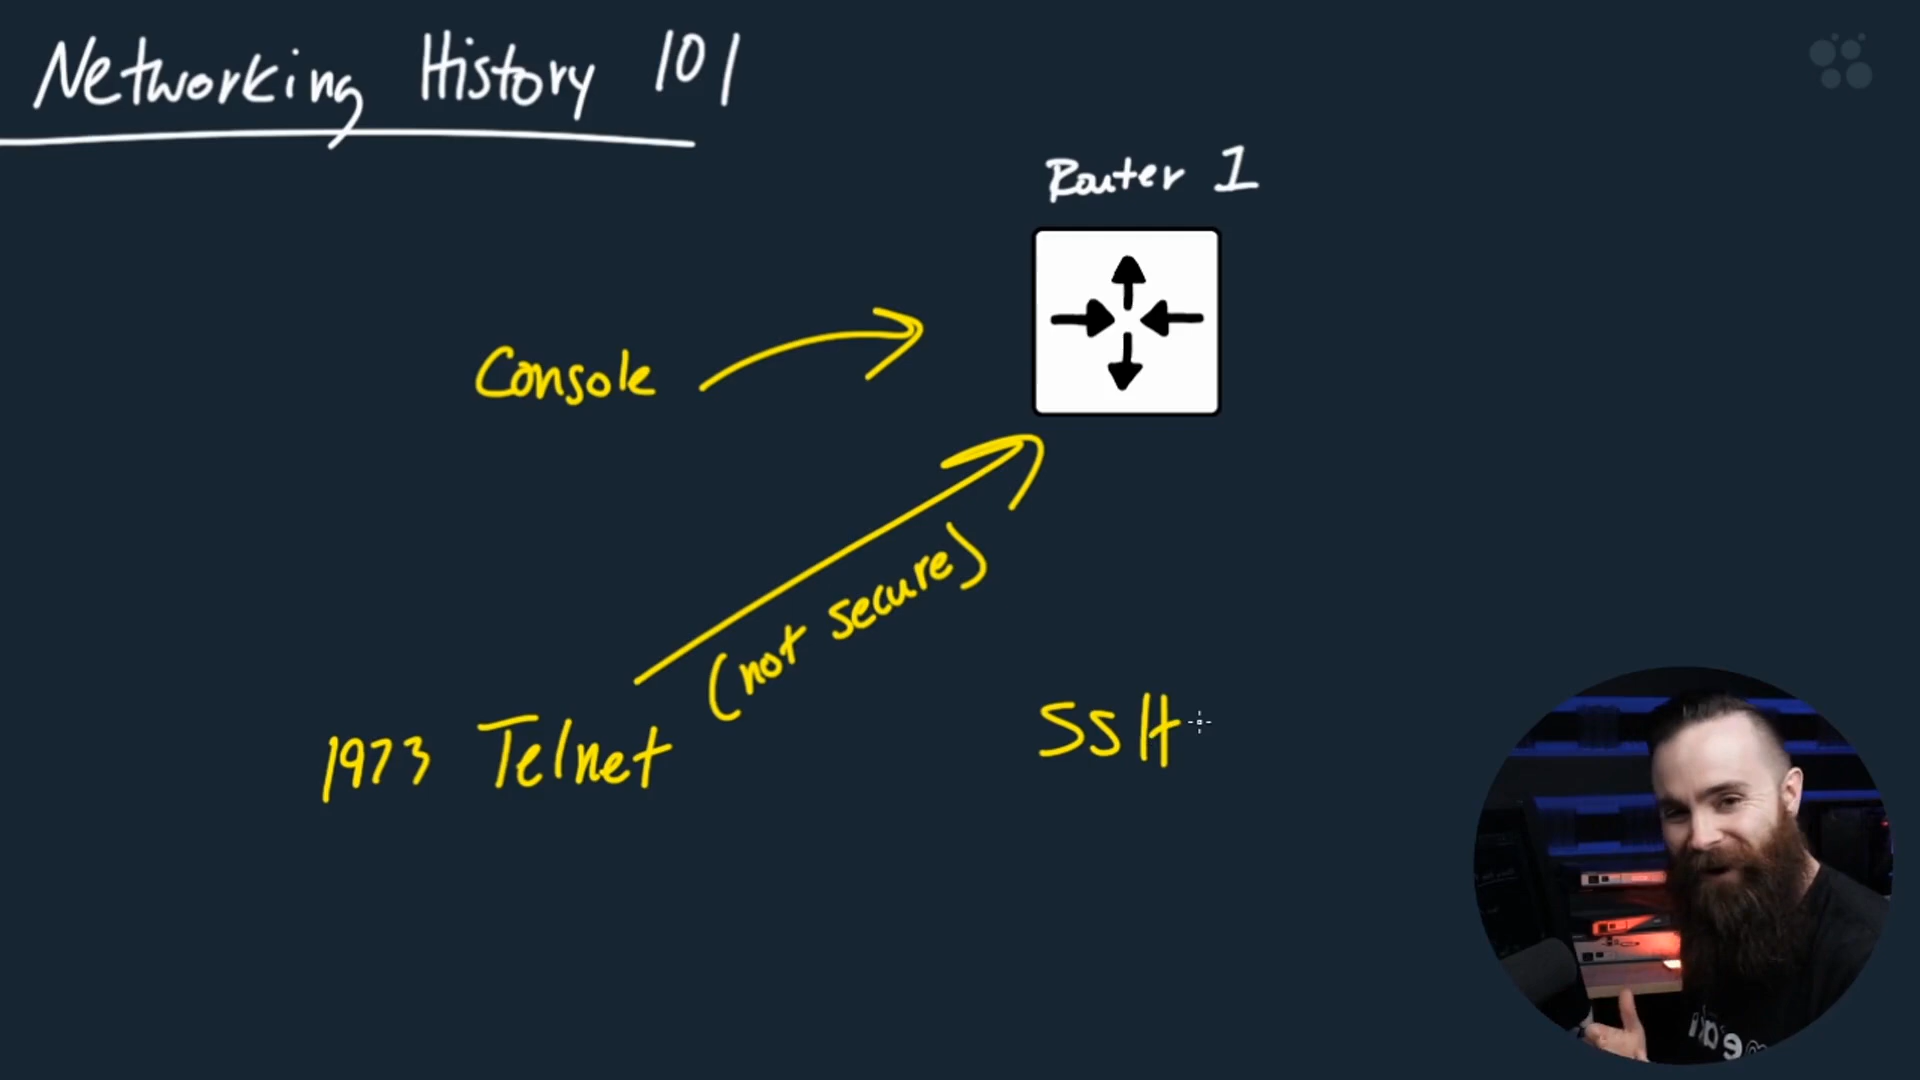 Networking History 101
Router 1
Console
(not secure)
1973 Telnet
SSH